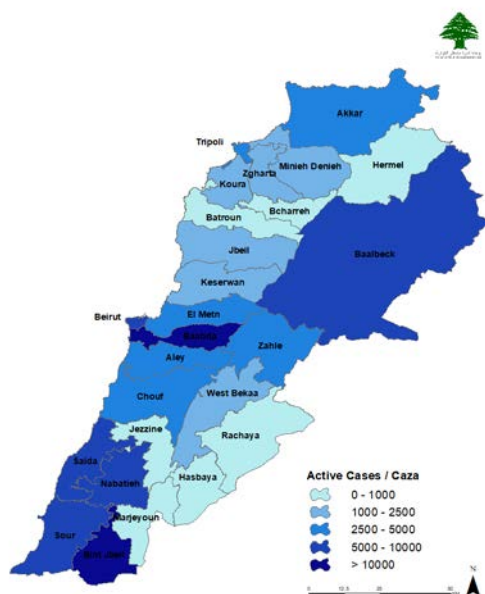 Akkar
Tripoli
Hermel
Minieh Denieh
Zgharta
Koura
Bcharreh
Batroun
Jbeil
Baalbeck
Keserwan
El Metn
Beirut
Baabda
Zahle
Aley
West Bekaa
Chouf
Jezzine
Rachaya
Saida
Hasbaya
Nabatieh
Marjeyoun
Sour
Bint Jbeil
Active Cases / Caza
0 - 1000
1000 - 2500
2500 - 5000
5000 - 10000
> 10000
N
0